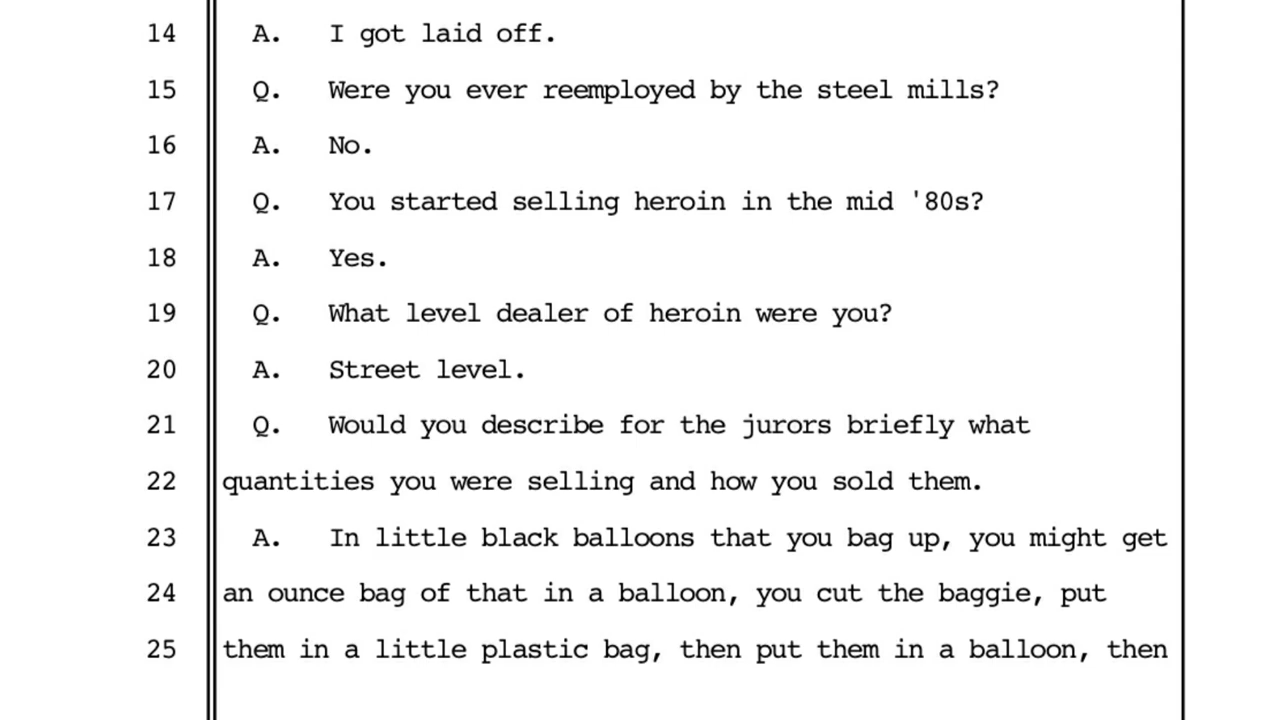 14 A. I got laid off.
15 Q. Were you ever reemployed by the steel mills?
16 A. No.
17 Q. You started selling heroin in the mid '80s?
18 A. Yes.
19 Q. What level dealer of heroin were you?
20 A. Street level.
21 Q. Would you describe for the jurors briefly what
22 quantities you were selling and how you sold them.
23 A. In little black balloons that you bag up, you might get
24 an ounce bag of that in a balloon, you cut the baggie, put
25 them in a little plastic bag, then put them in a balloon, then